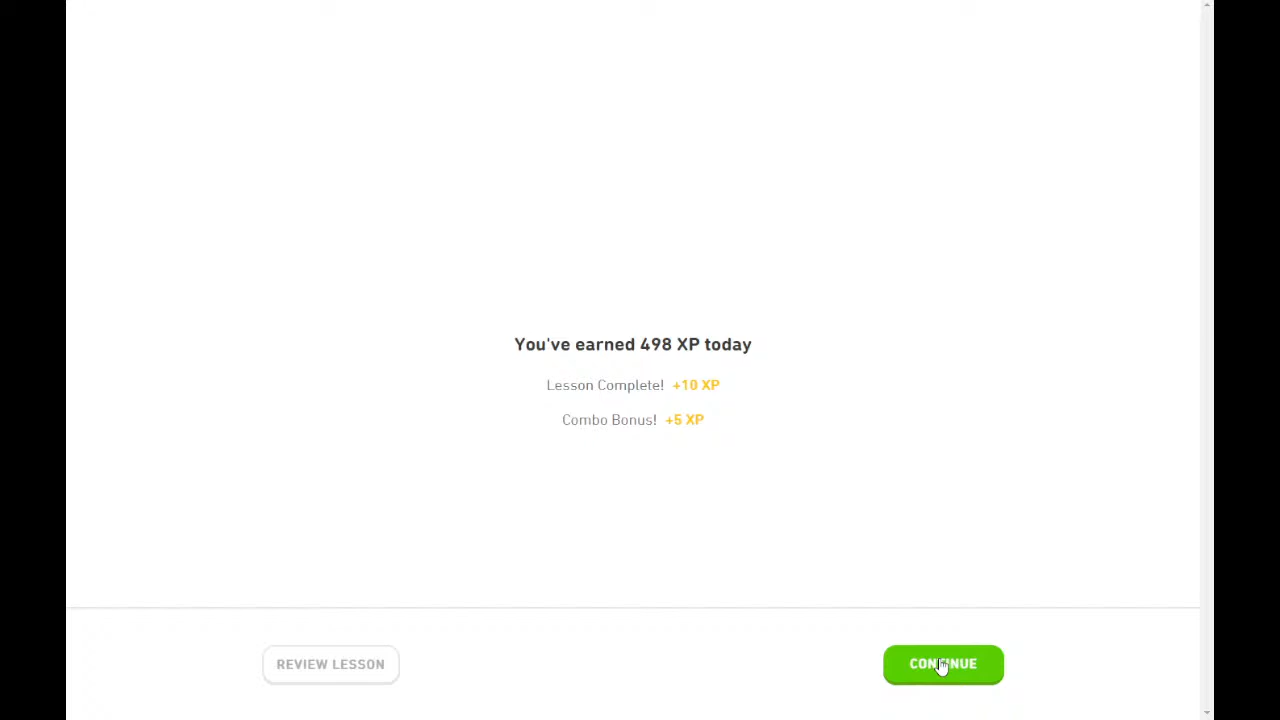 You've earned 498 XP today
Lesson Complete! +10 XP
Combo Bonus! +5 XP
REVIEW LESSON
CONTINUE